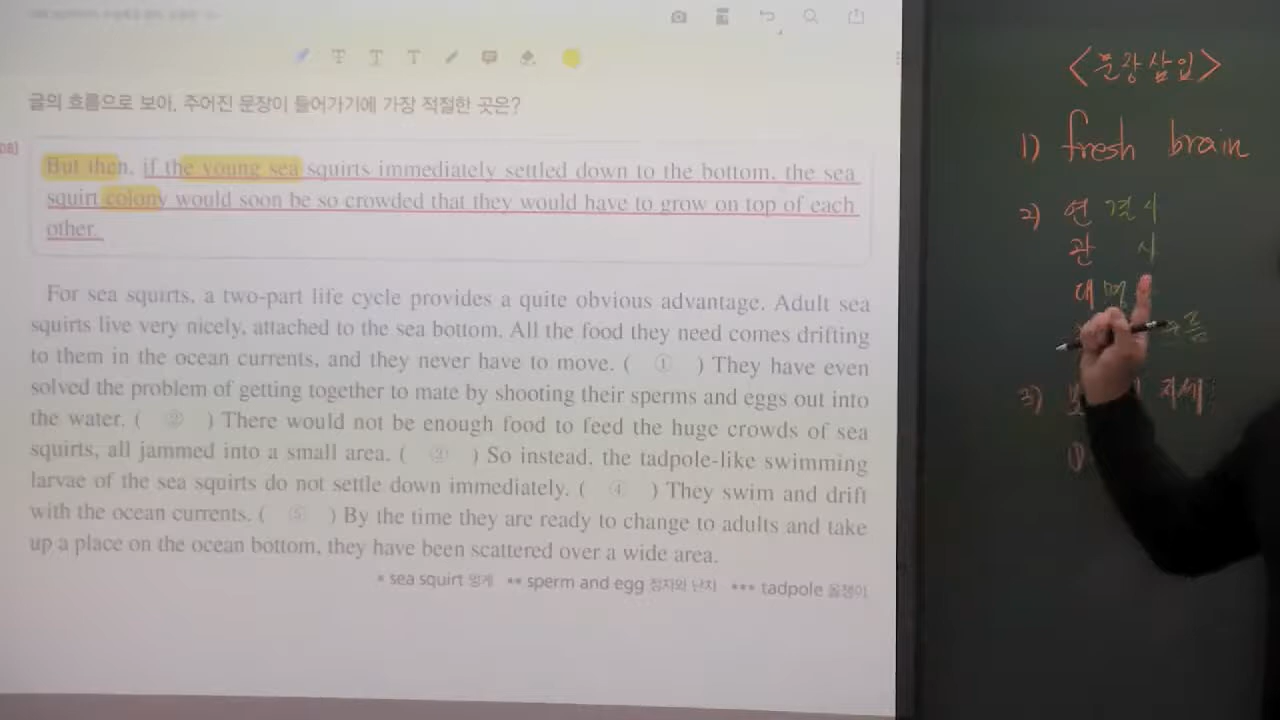 글의 흐름으로 보아, 주어진 문장이 들어가기에 가장 적절한 곳은?
But then, if the young sea squirts immediately settled down to the bottom, the sea
squirt colony would soon be so crowded that they would have to grow on top of each
other.
For sea squirts, a two-part life cycle provides a quite obvious advantage. Adult sea
squirts live very nicely, attached to the sea bottom. All the food they need comes drifting
to them in the ocean currents, and they never have to move. ( ① ) They have even
solved the problem of getting together to mate by shooting their sperms and eggs out into
the water. ( ② ) There would not be enough food to feed the huge crowds of sea
squirts, all jammed into a small area. ( ③ ) So instead, the tadpole-like swimming
larvae of the sea squirts do not settle down immediately. ( ④ ) They swim and drift
with the ocean currents. ( ⑤ ) By the time they are ready to change to adults and take
up a place on the ocean bottom, they have been scattered over a wide area.
* sea squirt 멍게 ** sperm and egg 정자와 난자 *** tadpole 올챙이
<문장삽입>
1) fresh brain
2) 연결사
관 사
대명
3) 자세
①